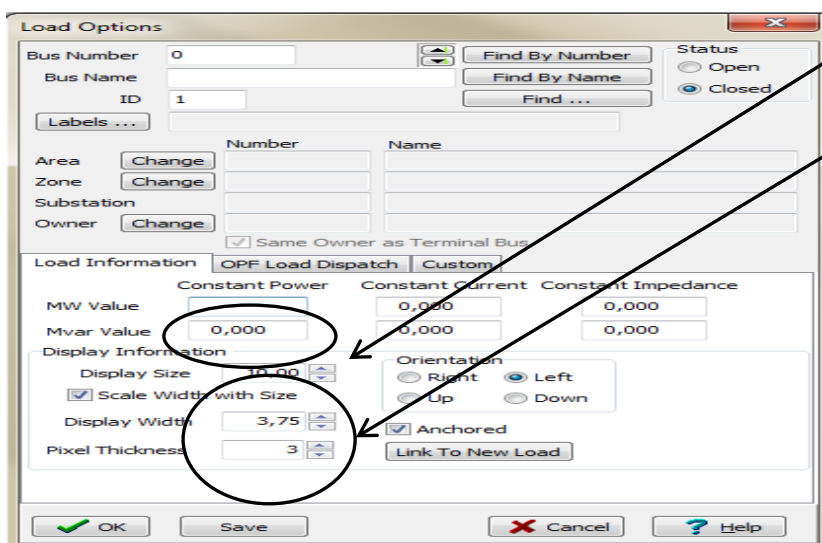 Load Options
Bus Number 0 Find By Number Status
Bus Name Find By Name Open
ID 1 Find ... Closed
Labels ...
Number Name
Area Change
Zone Change
Substation
Owner Change
Same Owner as Terminal Bus
Load Information OPF Load Dispatch Custom
Constant Power Constant Current Constant Impedance
MW Value 0,000 0,000
Mvar Value 0,000 0,000 0,000
Display Information Orientation
Display Size 10,00 Right Left
Scale Width with Size Up Down
Display Width 3,75 Anchored
Pixel Thickness 3 Link To New Load
OK Save Cancel Help